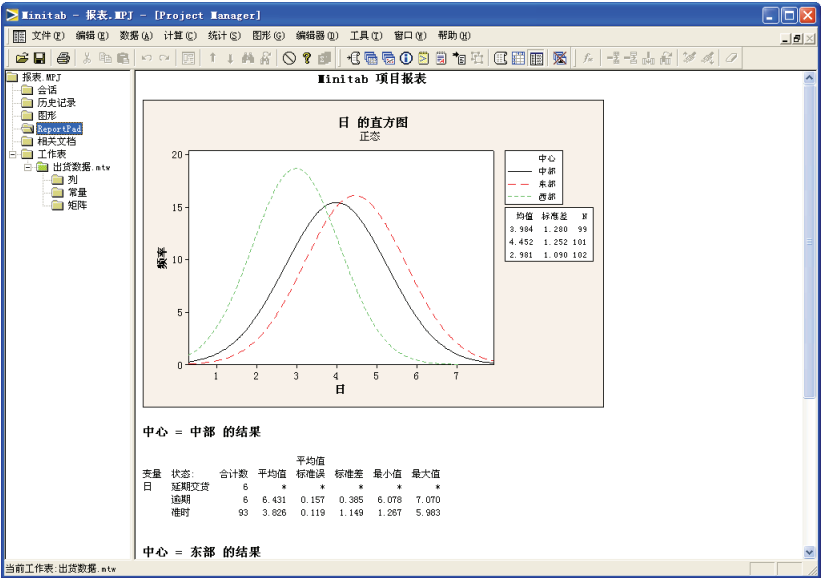 Minitab - 报表.MPJ - [Project Manager]
文件(F) 编辑(E) 数据(A) 计算(C) 统计(S) 图形(G) 编辑器(D) 工具(T) 窗口(W) 帮助(H)
报表.MPJ
会话
历史记录
图形
ReportPad
相关文档
工作表
出货数据.mtw
列
常量
矩阵
Minitab 项目报表
日 的直方图
正态
频率
20
15
10
5
0
1 2 3 4 5 6 7
日
中心
中部
东部
西部
均值 标准差 N
3.984 1.280 99
4.452 1.252 101
2.981 1.090 102
中心 = 中部 的结果
平均值
变量 状态: 合计数 平均值 标准误 标准差 最小值 最大值
日 延期交货 6 * * * * *
逾期 6 6.431 0.157 0.385 6.078 7.070
准时 93 3.826 0.119 1.149 1.267 5.983
中心 = 东部 的结果
当前工作表:出货数据.mtw